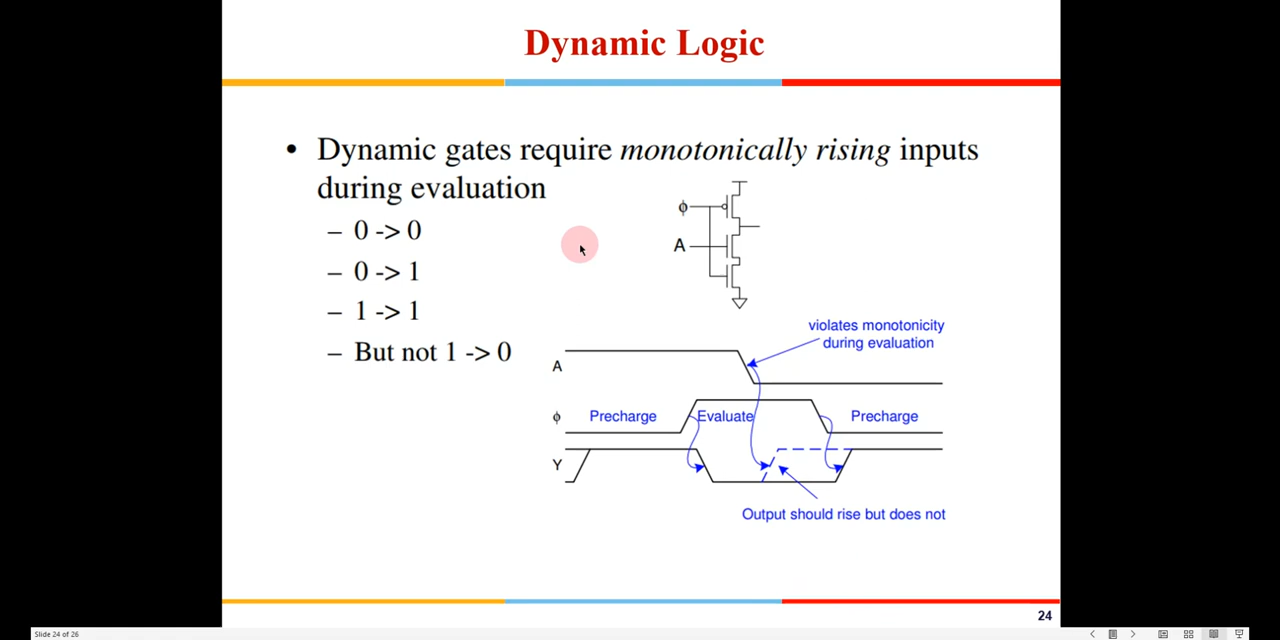 Dynamic Logic
• Dynamic gates require monotonically rising inputs
during evaluation
– 0 -> 0
– 0 -> 1
– 1 -> 1
– But not 1 -> 0
ϕ
A
violates monotonicity
during evaluation
A
ϕ Precharge Evaluate Precharge
Y
Output should rise but does not
24
Slide 24 of 26